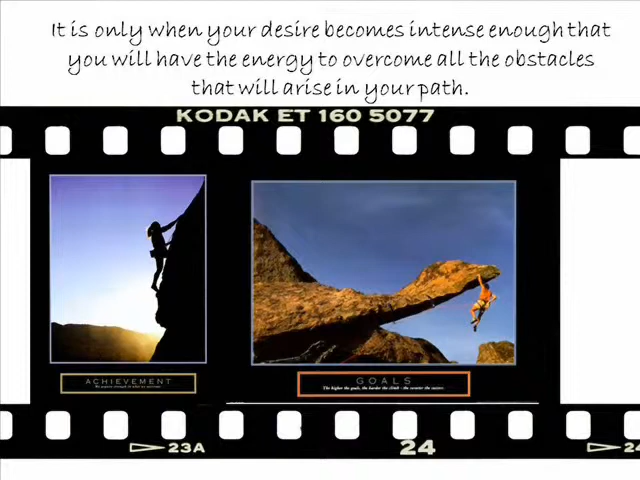 It is only when your desire becomes intense enough that
you will have the energy to overcome all the obstacles
that will arise in your path.
KODAK ET 160 5077
ACHIEVEMENT
GOALS
The higher the goals, the harder the climb - the sweeter the success.
23A
24
24